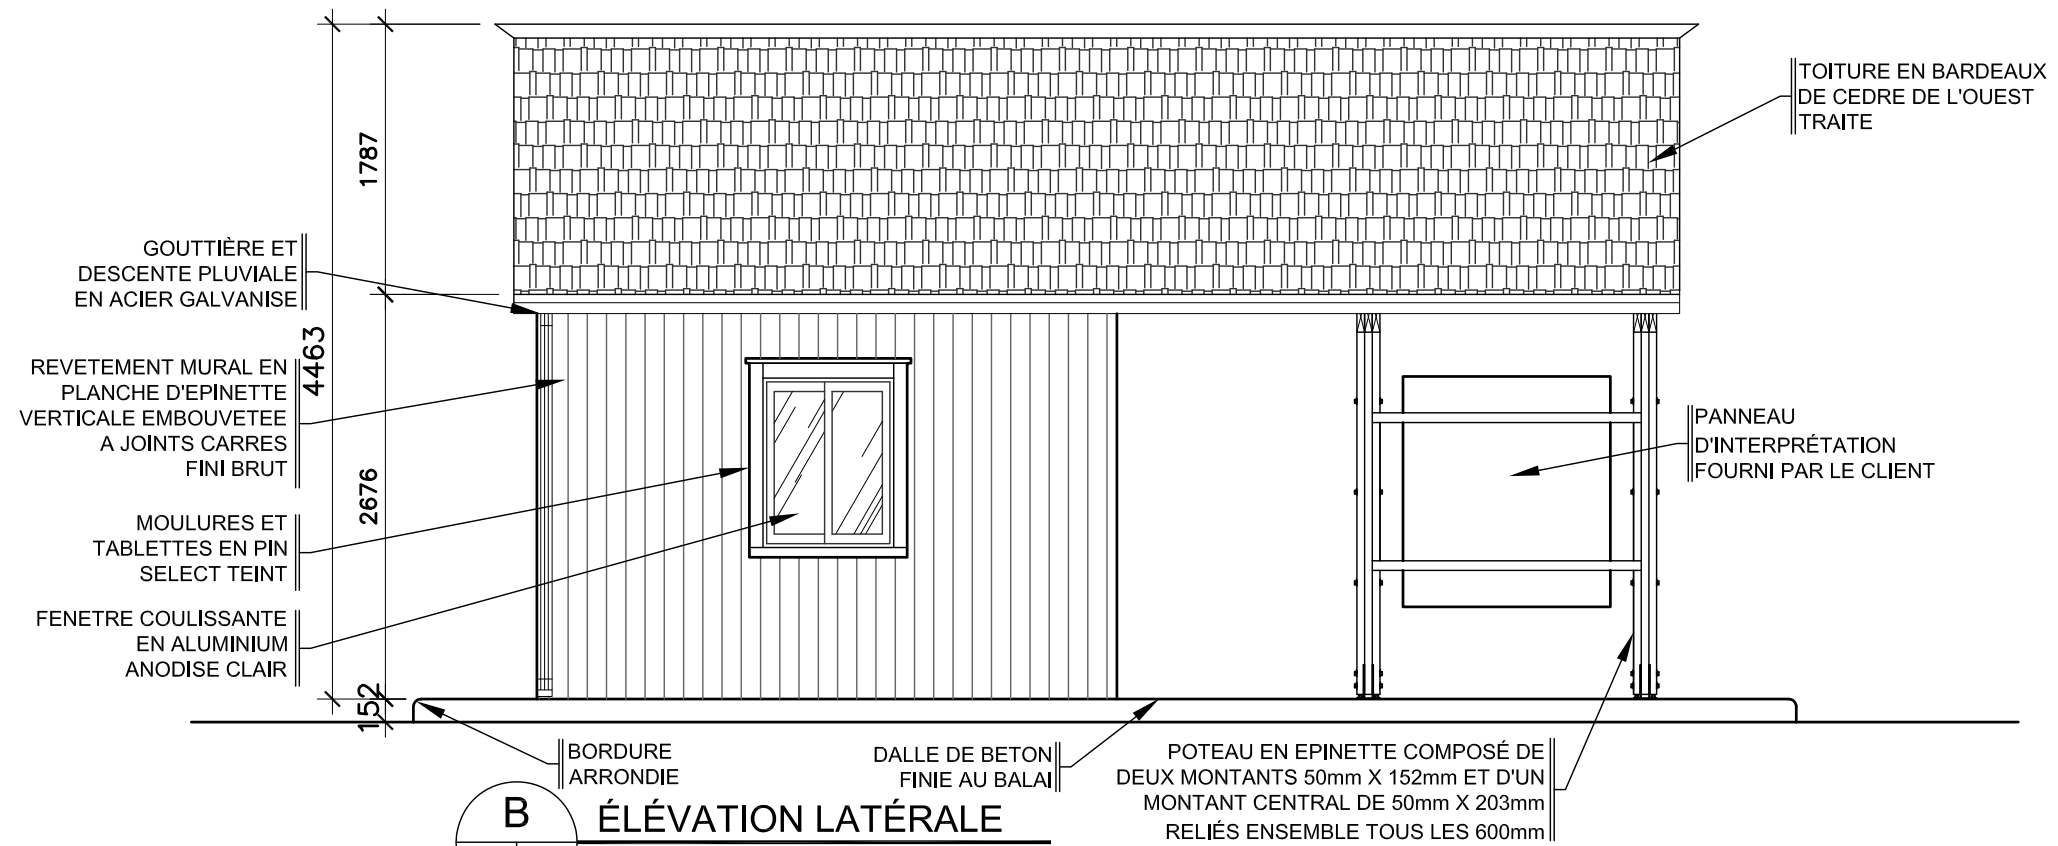 TOITURE EN BARDEAUX
DE CEDRE DE L'OUEST
TRAITE
1787
GOUTTIÈRE ET
DESCENTE PLUVIALE
EN ACIER GALVANISE
4463
REVETEMENT MURAL EN
PLANCHE D'EPINETTE
VERTICALE EMBOUVETEE
A JOINTS CARRES
FINI BRUT
2676
PANNEAU
D'INTERPRÉTATION
FOURNI PAR LE CLIENT
MOULURES ET
TABLETTES EN PIN
SELECT TEINT
FENETRE COULISSANTE
EN ALUMINIUM
ANODISE CLAIR
152
BORDURE
ARRONDIE
DALLE DE BETON
FINIE AU BALAI
POTEAU EN EPINETTE COMPOSÉ DE
DEUX MONTANTS 50mm X 152mm ET D'UN
MONTANT CENTRAL DE 50mm X 203mm
RELIÉS ENSEMBLE TOUS LES 600mm
B
ÉLÉVATION LATÉRALE